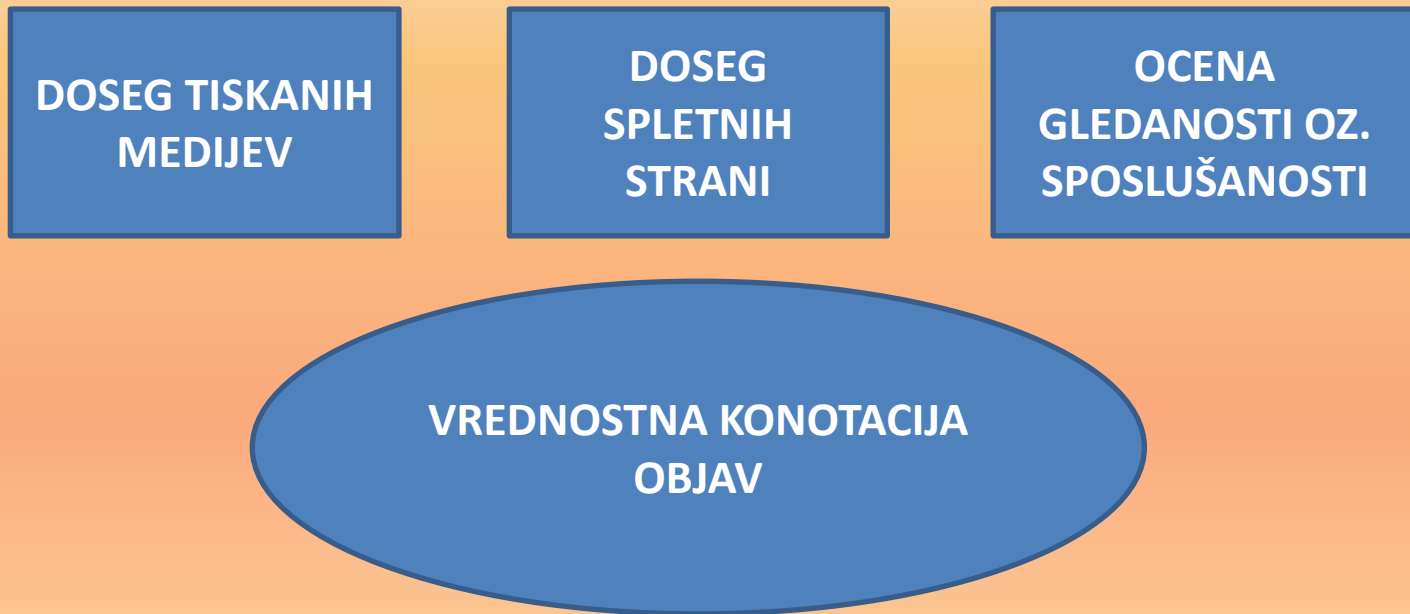 DOSEG TISKANIH
MEDIJEV
DOSEG
SPLETNIH
STRANI
OCENA
GLEDANOSTI OZ.
SPOSLUŠANOSTI
VREDNOSTNA KONOTACIJA
OBJAV